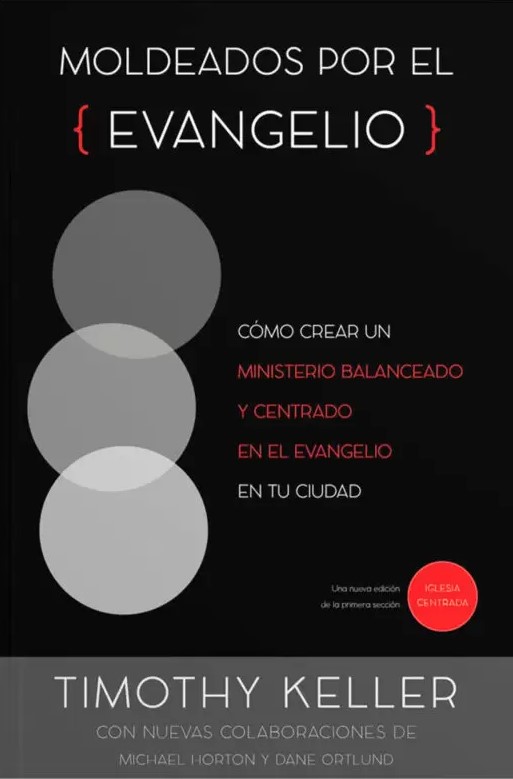 MOLDEADOS POR EL
{ EVANGELIO }
CÓMO CREAR UN
MINISTERIO BALANCEADO
Y CENTRADO
EN EL EVANGELIO
EN TU CIUDAD
Una nueva edición
de la primera sección
IGLESIA
CENTRADA
TIMOTHY KELLER
CON NUEVAS COLABORACIONES DE
MICHAEL HORTON Y DANE ORTLUND